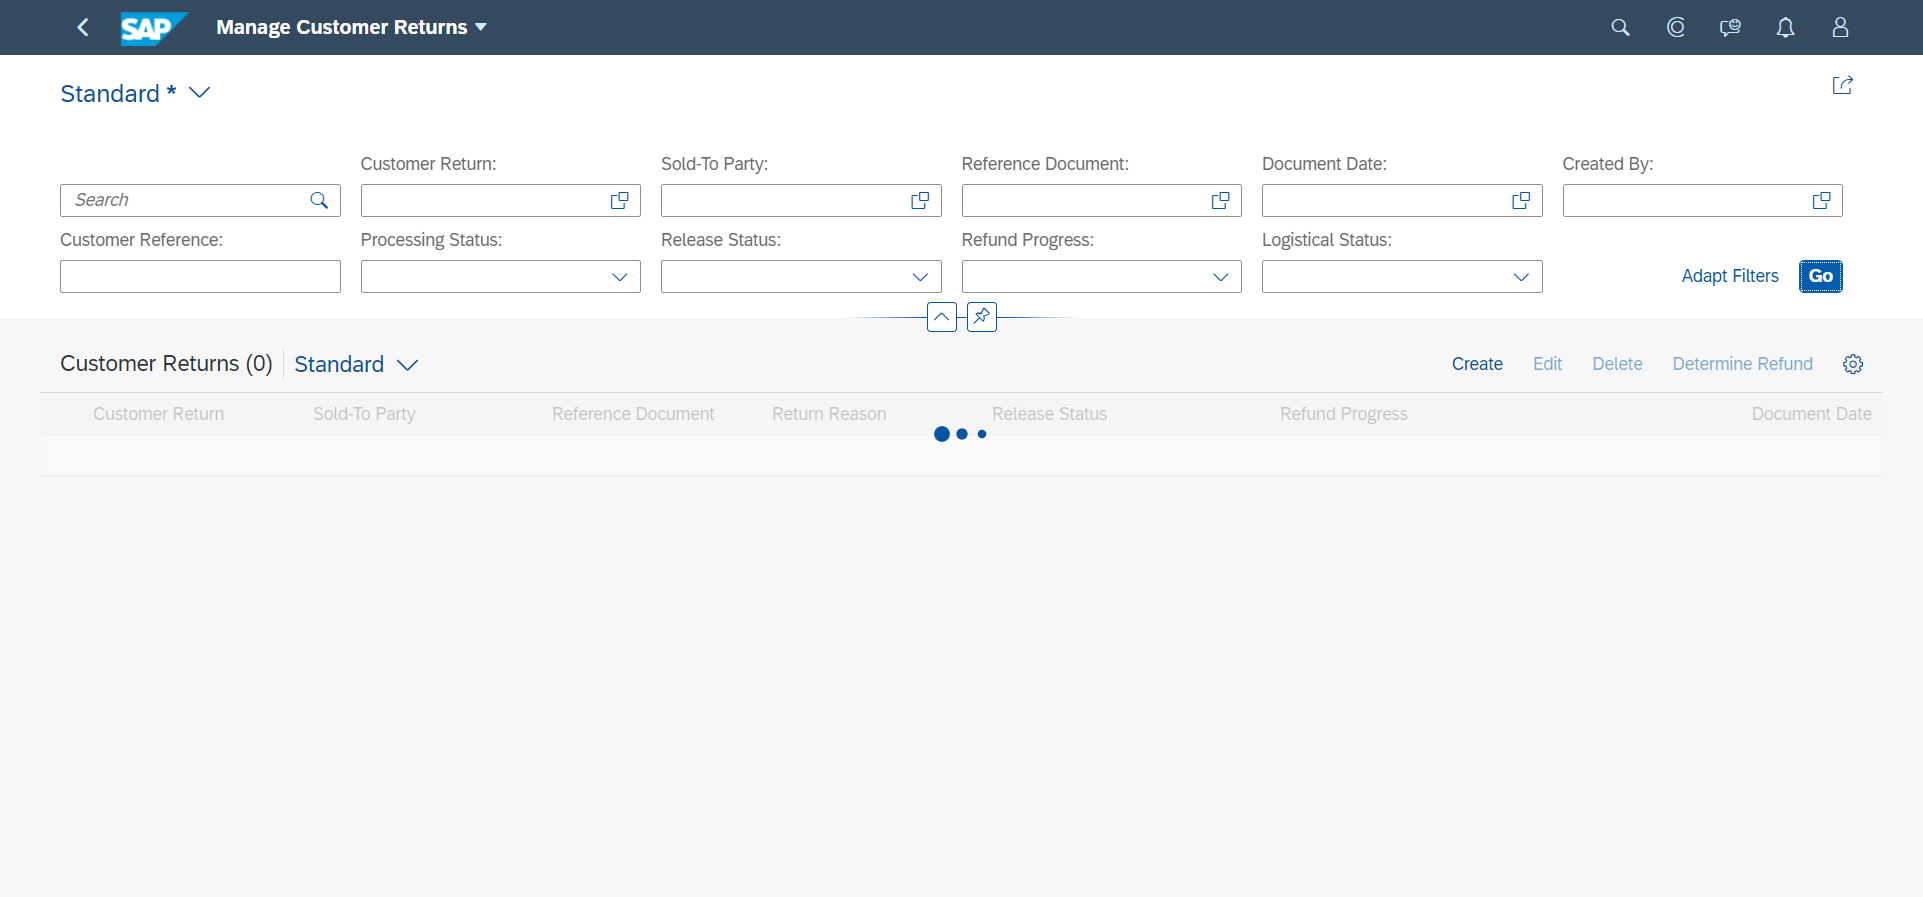 SAP Manage Customer Returns
Standard *
Customer Return: Sold-To Party: Reference Document: Document Date: Created By:
Search
Customer Reference: Processing Status: Release Status: Refund Progress: Logistical Status:
Adapt Filters Go
Customer Returns (0) Standard Create Edit Delete Determine Refund
Customer Return Sold-To Party Reference Document Return Reason Release Status Refund Progress Document Date